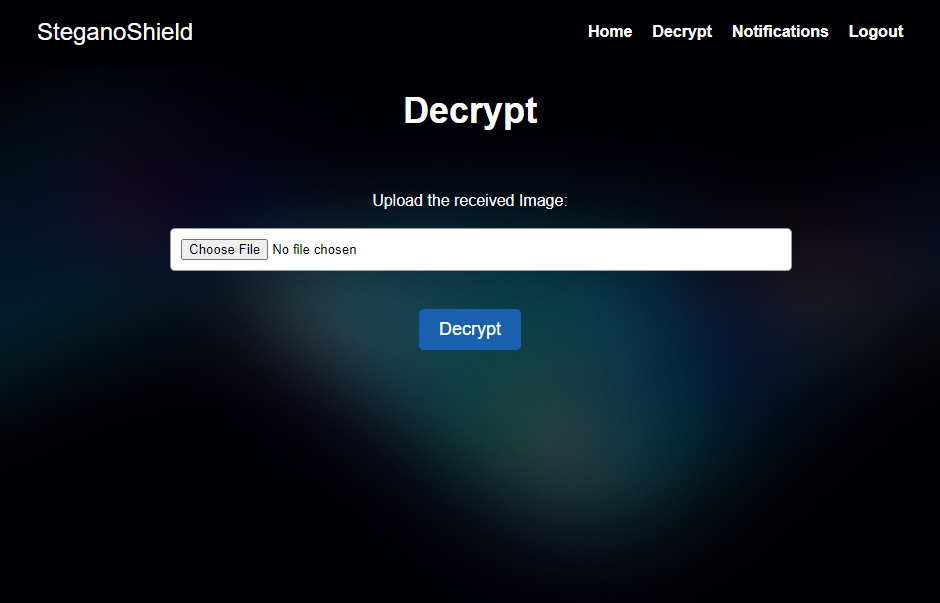 SteganoShield
Home Decrypt Notifications Logout
Decrypt
Upload the received Image:
Choose File No file chosen
Decrypt